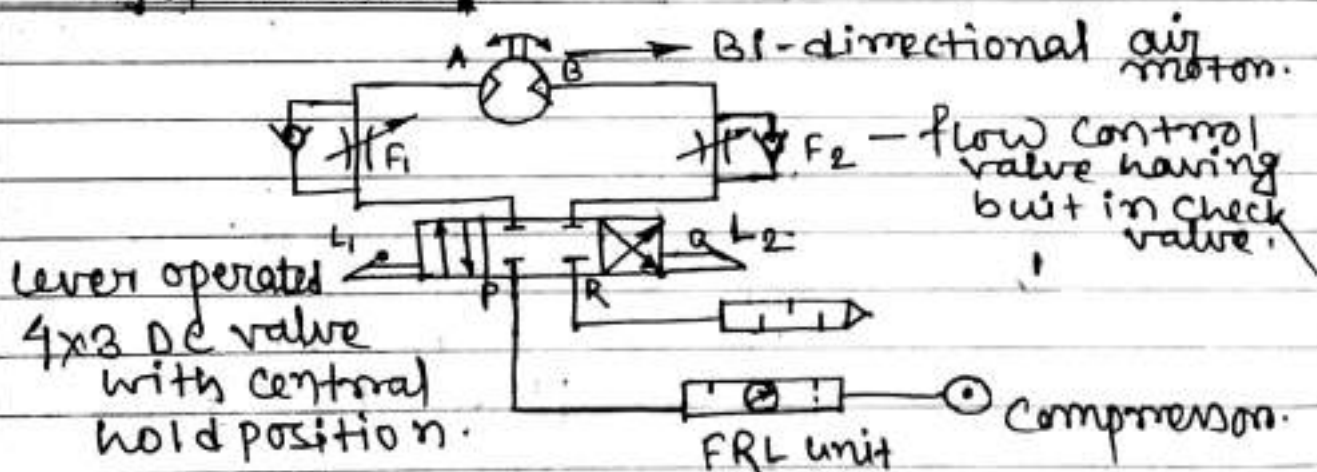 A
B
BI-directional air
motor.
F1
F2 - flow control
valve having
buit in check
valve.
L1
L2
lever operated
4x3 DC valve
with central
hold position.
P
R
FRL unit
Compressor.